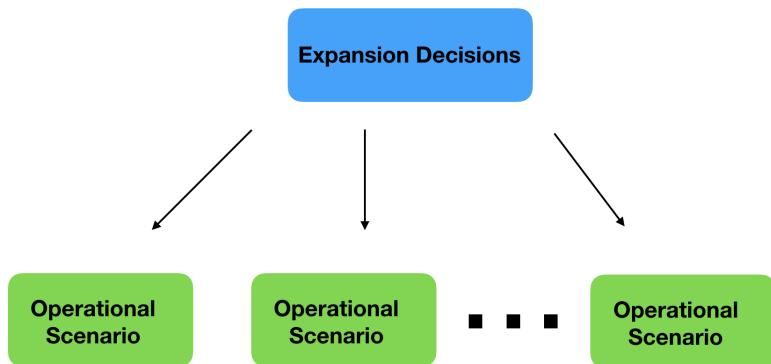 Expansion Decisions
Operational
Scenario
Operational
Scenario
Operational
Scenario